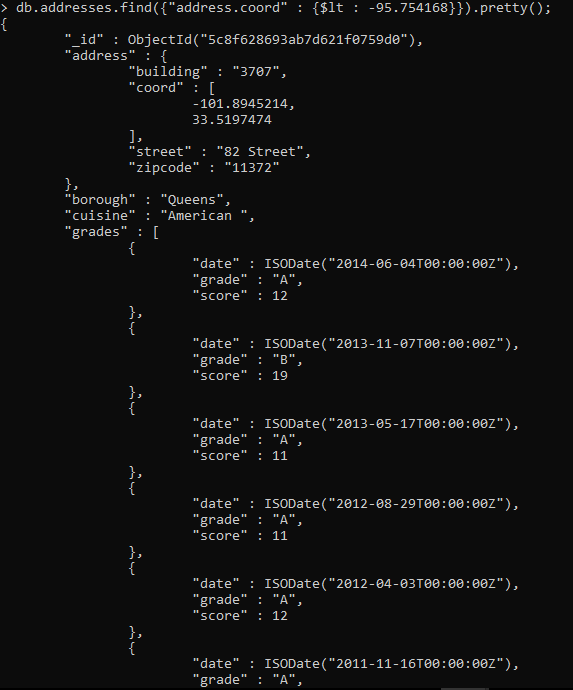 > db.addresses.find({"address.coord" : {$lt : -95.754168}}).pretty();
{
"_id" : ObjectId("5c8f628693ab7d621f0759d0"),
"address" : {
"building" : "3707",
"coord" : [
-101.8945214,
33.5197474
],
"street" : "82 Street",
"zipcode" : "11372"
},
"borough" : "Queens",
"cuisine" : "American ",
"grades" : [
{
"date" : ISODate("2014-06-04T00:00:00Z"),
"grade" : "A",
"score" : 12
},
{
"date" : ISODate("2013-11-07T00:00:00Z"),
"grade" : "B",
"score" : 19
},
{
"date" : ISODate("2013-05-17T00:00:00Z"),
"grade" : "A",
"score" : 11
},
{
"date" : ISODate("2012-08-29T00:00:00Z"),
"grade" : "A",
"score" : 11
},
{
"date" : ISODate("2012-04-03T00:00:00Z"),
"grade" : "A",
"score" : 12
},
{
"date" : ISODate("2011-11-16T00:00:00Z"),
"grade" : "A",